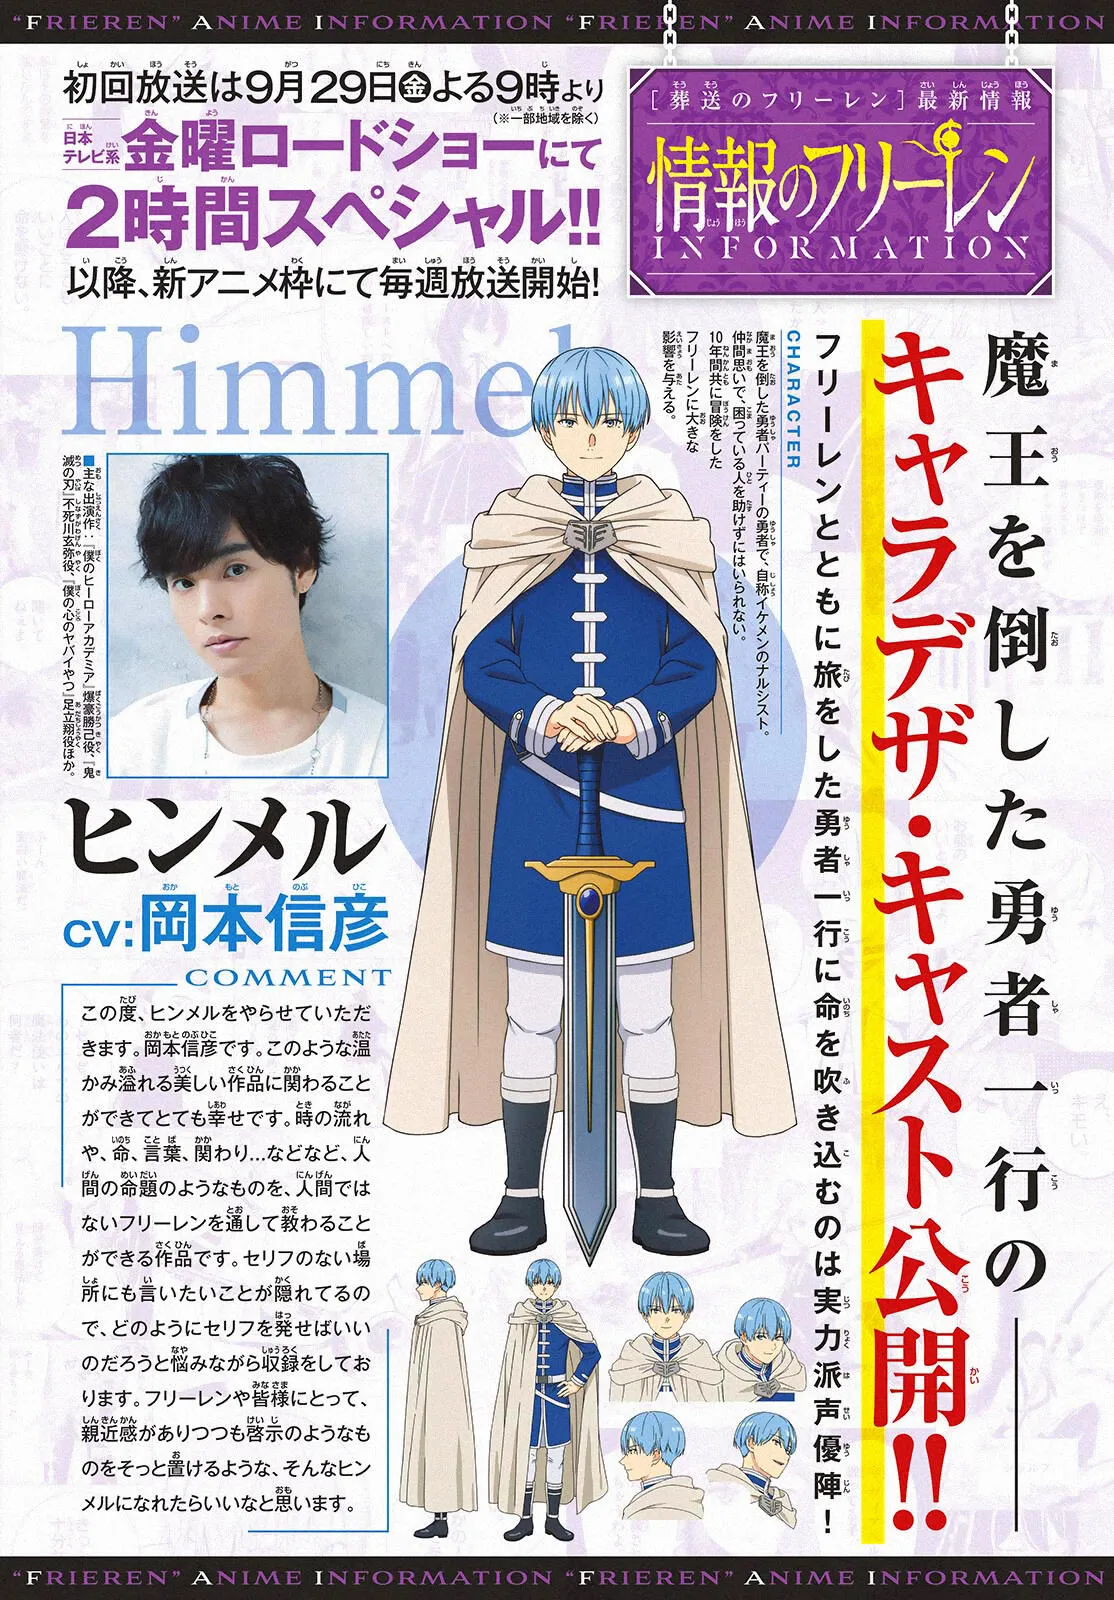 "FRIEREN" ANIME INFORMATION "FRIEREN" ANIME INFORMATION "FRIEREN" ANIME INFORMATION
初回放送は9月29日㊎よる9時より
(※一部地域を除く)
日本テレビ系
金曜ロードショーにて
2時間スペシャル!!
以降、新アニメ枠にて毎週放送開始!
[葬送のフリーレン]最新情報
情報のフリーレン
INFORMATION
魔王を倒した勇者一行の――
キャラデザ・キャスト公開!!
フリーレンとともに旅をした勇者一行に命を吹き込むのは実力派声優陣!
CHARACTER
魔王を倒した勇者パーティーの勇者で、自称イケメンのナルシスト。
仲間思いで、困っている人を助けずにはいられない。
10年間共に冒険をした
フリーレンに大きな
影響を与える。
Himmel
■主な出演作:『僕のヒーローアカデミア』爆豪勝己役、『鬼
滅の刃』不死川玄弥役、『僕の心のヤバイやつ』足立翔役ほか。
ヒンメル
CV:岡本信彦
COMMENT
この度、ヒンメルをやらせていただ
きます。岡本信彦です。このような温
かみ溢れる美しい作品に関わること
ができてとても幸せです。時の流れ
や、命、言葉、関わり…などなど、人
間の命題のようなものを、人間では
ないフリーレンを通して教わること
ができる作品です。セリフのない場
所にも言いたいことが隠れてるの
で、どのようにセリフを発せばいい
のだろうと悩みながら収録をしてお
ります。フリーレンや皆様にとって、
親近感がありつつも啓示のようなも
のをそっと置けるような、そんなヒン
メルになれたらいいなと思います。
"FRIEREN" ANIME INFORMATION "FRIEREN" ANIME INFORMATION "FRIEREN" ANIME INFORMATION